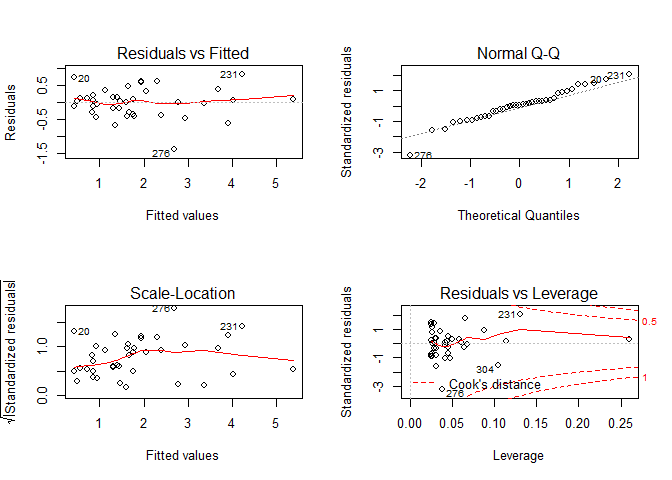 Residuals vs Fitted
Residuals
-1.5 -0.5 0.5
20
231
276
1 2 3 4 5
Fitted values
Normal Q-Q
Standardized residuals
-3 -1 1
20 231
276
-2 -1 0 1 2
Theoretical Quantiles
Scale-Location
√|Standardized residuals|
0.0 1.0
20
276
231
1 2 3 4 5
Fitted values
Residuals vs Leverage
Standardized residuals
-3 -1 1
231
0.5
304
1
Cook's distance
276
0.00 0.05 0.10 0.15 0.20 0.25
Leverage